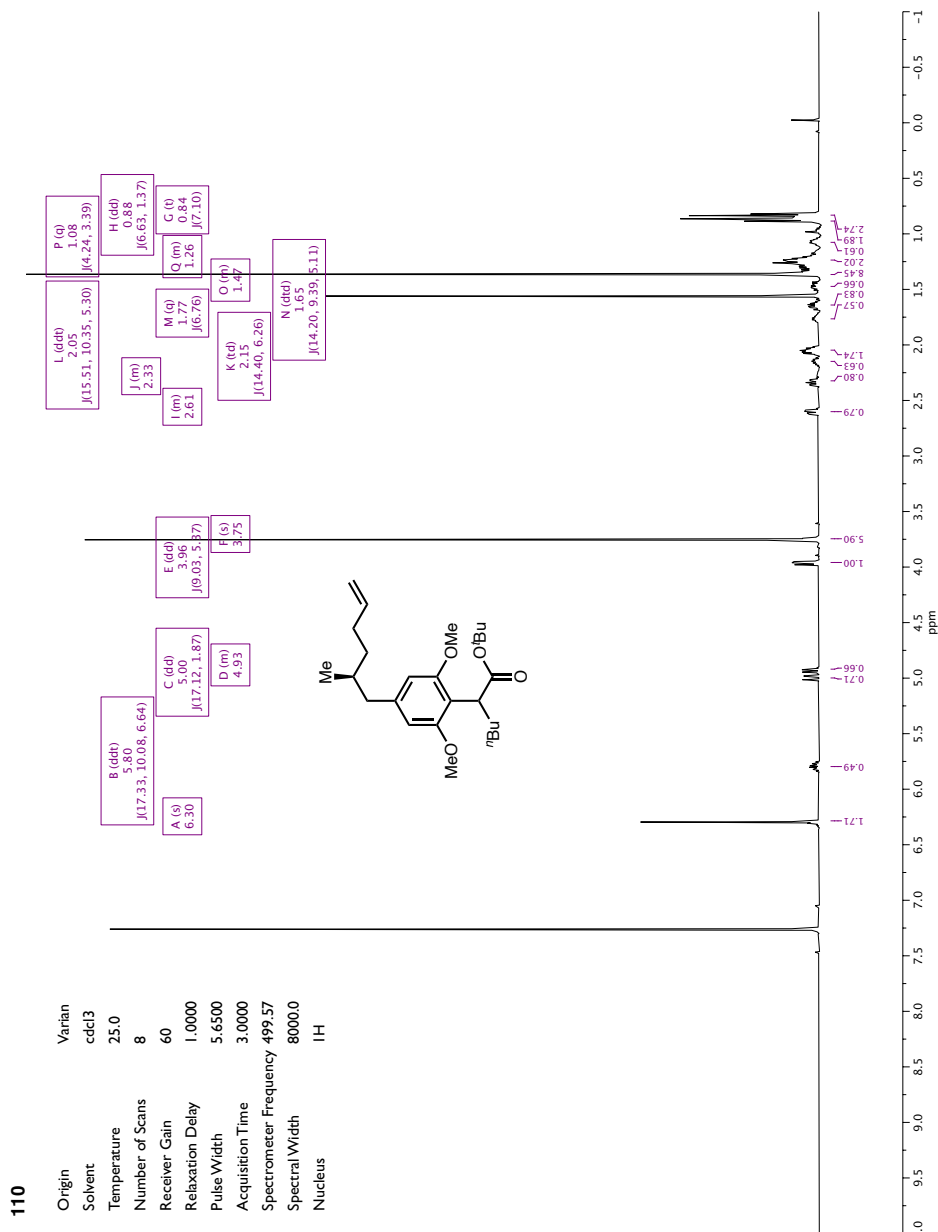 110
Origin Varian
Solvent cdcl3
Temperature 25.0
Number of Scans 8
Receiver Gain 60
Relaxation Delay 1.0000
Pulse Width 5.6500
Acquisition Time 3.0000
Spectrometer Frequency 499.57
Spectral Width 8000.0
Nucleus 1H
B (ddt)
5.80
J(17.33, 10.08, 6.64)
A (s)
6.30
C (dd)
5.00
J(17.12, 1.87)
D (m)
4.93
E (dd)
3.96
J(9.03, 5.37)
F (s)
3.75
L (ddt)
2.05
J(15.51, 10.35, 5.30)
J (m)
2.33
I (m)
2.61
M (q)
1.77
J(6.76)
K (td)
2.15
J(14.40, 6.26)
N (dtd)
1.65
J(14.20, 9.39, 5.11)
P (q)
1.08
J(4.24, 3.39)
H (dd)
0.88
J(6.63, 1.37)
Q (m)
1.26
G (t)
0.84
J(7.10)
O (m)
1.47
Me
MeO
OMe
nBu
OtBu
O
1.71
0.49
0.71
0.66
1.00
5.90
0.79
0.80
0.63
1.74
0.57
0.83
0.66
8.45
2.02
0.61
1.89
2.74
.0 9.5 9.0 8.5 8.0 7.5 7.0 6.5 6.0 5.5 5.0 4.5 4.0 3.5 3.0 2.5 2.0 1.5 1.0 0.5 0.0 −0.5 −1
ppm